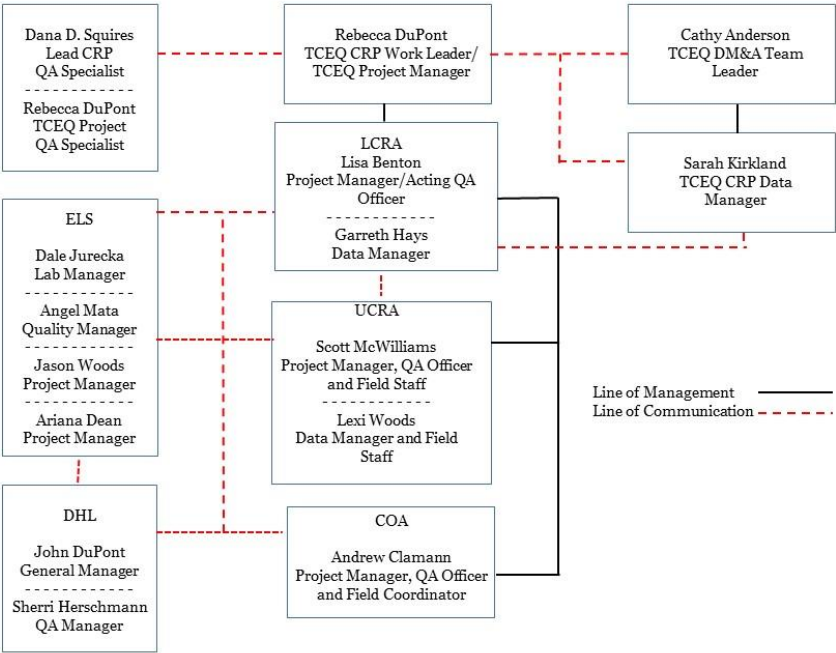 Dana D. Squires
Lead CRP
QA Specialist
Rebecca DuPont
TCEQ Project
QA Specialist
Rebecca DuPont
TCEQ CRP Work Leader/
TCEQ Project Manager
Cathy Anderson
TCEQ DM&A Team
Leader
LCRA
Lisa Benton
Project Manager/Acting QA
Officer
Garreth Hays
Data Manager
Sarah Kirkland
TCEQ CRP Data
Manager
ELS
Dale Jurecka
Lab Manager
Angel Mata
Quality Manager
Jason Woods
Project Manager
Ariana Dean
Project Manager
UCRA
Scott McWilliams
Project Manager, QA Officer
and Field Staff
Lexi Woods
Data Manager and Field
Staff
Line of Management
Line of Communication
DHL
John DuPont
General Manager
Sherri Herschmann
QA Manager
COA
Andrew Clamann
Project Manager, QA Officer
and Field Coordinator